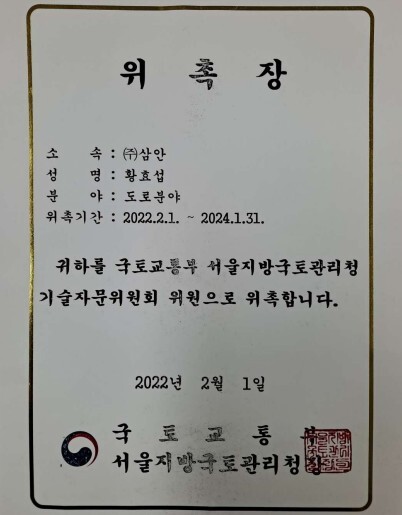 위 촉 장
소 속 : ㈜삼안
성 명 : 황효섭
분 야 : 도로분야
위촉기간 : 2022.2.1. ~ 2024.1.31.
귀하를 국토교통부 서울지방국토관리청
기술자문위원회 위원으로 위촉합니다.
2022년 2월 1일
국 토 교 통 부
서울지방국토관리청장